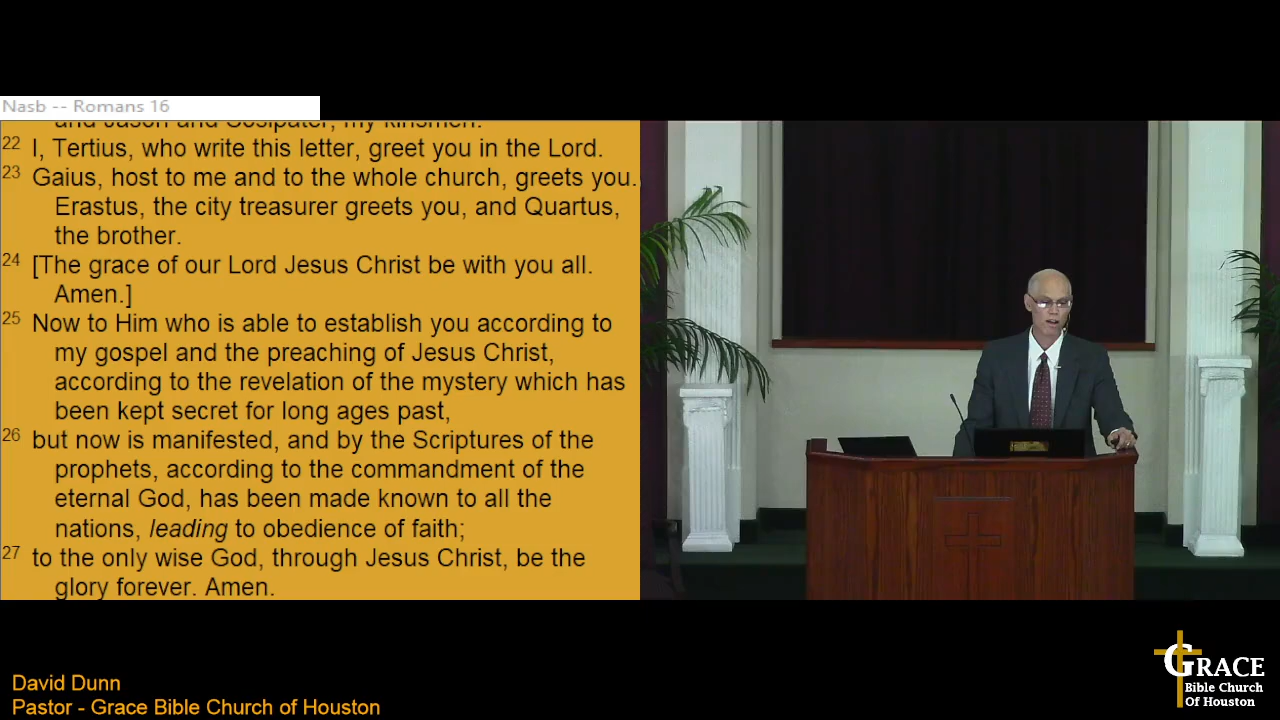 Nasb -- Romans 16
and Jason and Sosipater, my kinsmen.
22 I, Tertius, who write this letter, greet you in the Lord.
23 Gaius, host to me and to the whole church, greets you.
Erastus, the city treasurer greets you, and Quartus,
the brother.
24 [The grace of our Lord Jesus Christ be with you all.
Amen.]
25 Now to Him who is able to establish you according to
my gospel and the preaching of Jesus Christ,
according to the revelation of the mystery which has
been kept secret for long ages past,
26 but now is manifested, and by the Scriptures of the
prophets, according to the commandment of the
eternal God, has been made known to all the
nations, leading to obedience of faith;
27 to the only wise God, through Jesus Christ, be the
glory forever. Amen.
David Dunn
Pastor - Grace Bible Church of Houston
GRACE
Bible Church
Of Houston